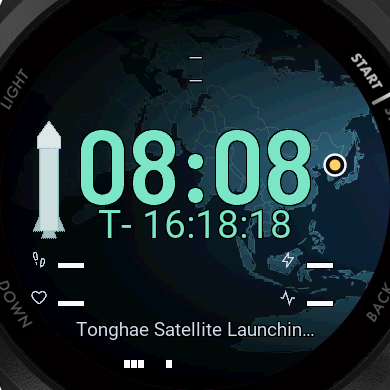 LIGHT
START
08:08
T- 16:18:18
DOWN
BACK
Tonghae Satellite Launchin...